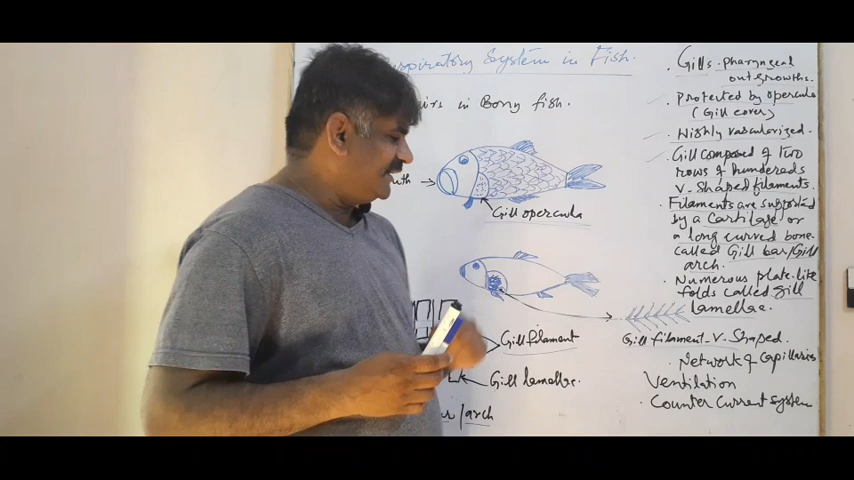 System in Fish.
in Bony fish.
Gill opercula
Gill filament
Gill lamellae.
/arch
Gills. pharyngeal
outgrowths.
Protected by opercula
(Gill cover)
Highly vascularized.
Gill composed of two
rows of hundereds
V-shaped filaments.
Filaments are supported
by a Cartilage or
a long curved bone.
called Gill bar/Gill
arch.
Numerous plate-like
folds called gill
lamellae.
Gill filament V-Shaped.
Network of Capillaries
Ventilation
Counter Current system